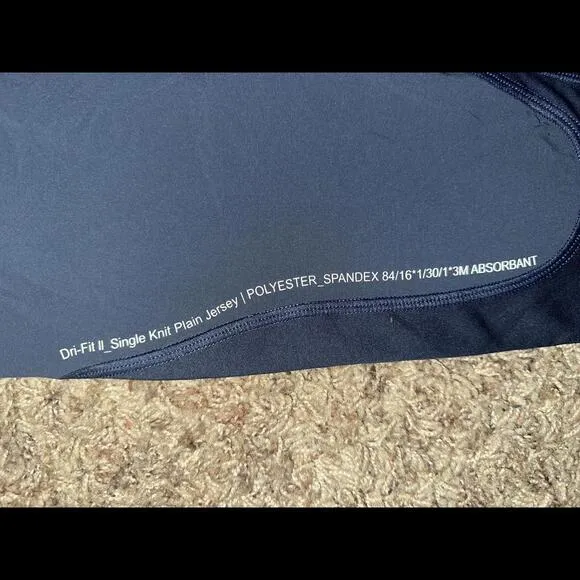 Dri-Fit II_Single Knit Plain Jersey | POLYESTER_SPANDEX 84/16*1/30/1*3M ABSORBANT